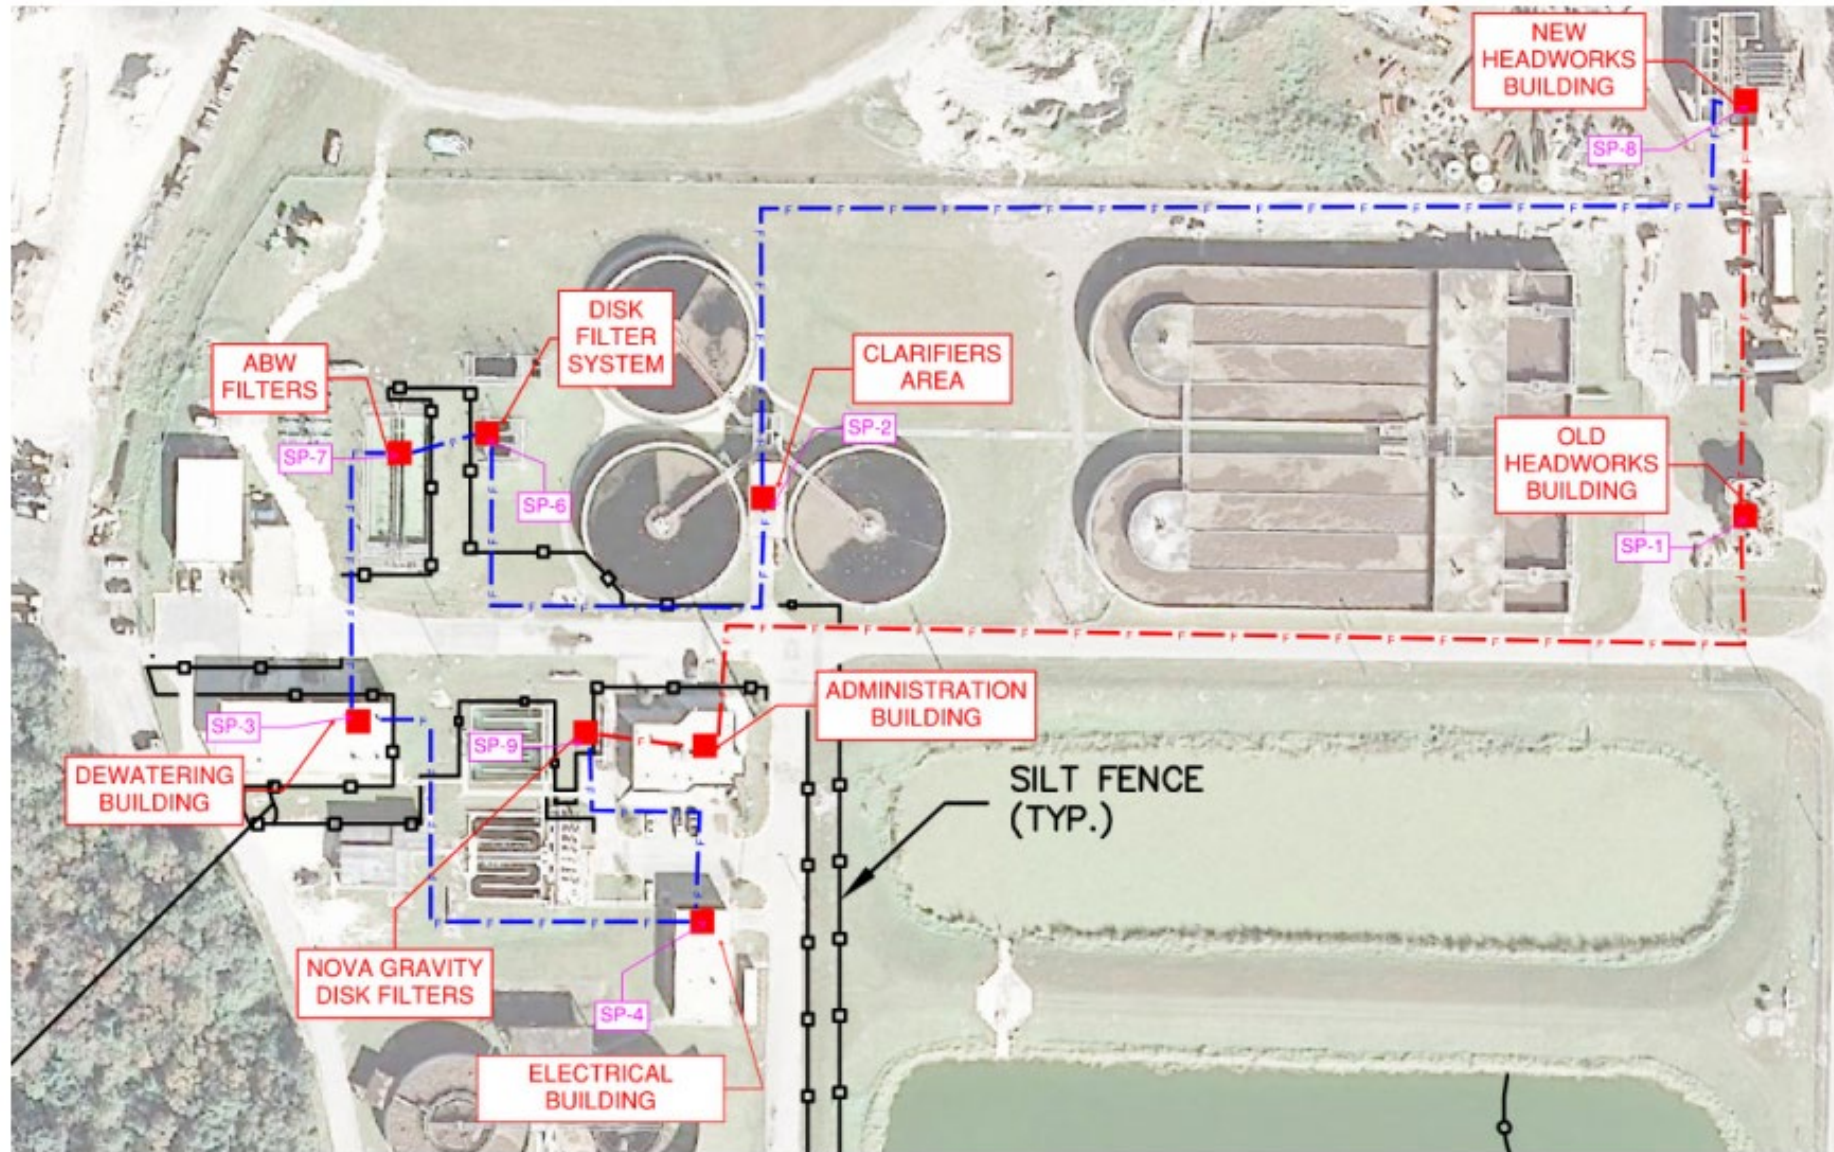 NEW
HEADWORKS
BUILDING
SP-8
DISK
FILTER
SYSTEM
ABW
FILTERS
CLARIFIERS
AREA
SP-2
SP-7
SP-6
OLD
HEADWORKS
BUILDING
SP-1
ADMINISTRATION
BUILDING
SP-3
SP-9
DEWATERING
BUILDING
SILT FENCE
(TYP.)
NOVA GRAVITY
DISK FILTERS
SP-4
ELECTRICAL
BUILDING